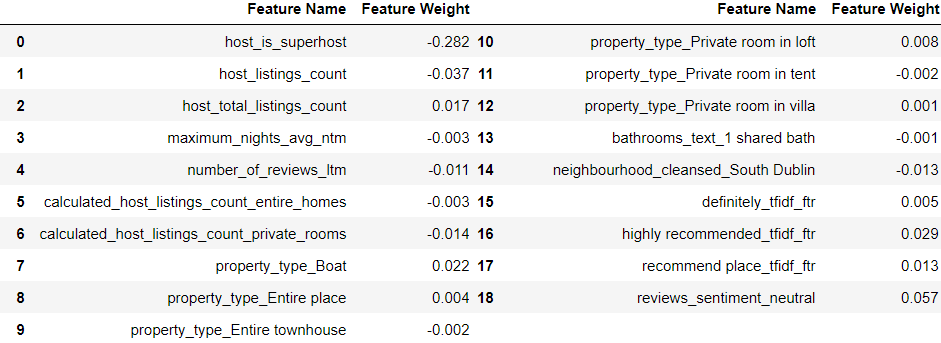 Feature Name Feature Weight Feature Name Feature Weight
0 host_is_superhost -0.282 10 property_type_Private room in loft 0.008
1 host_listings_count -0.037 11 property_type_Private room in tent -0.002
2 host_total_listings_count 0.017 12 property_type_Private room in villa 0.001
3 maximum_nights_avg_ntm -0.003 13 bathrooms_text_1 shared bath -0.001
4 number_of_reviews_ltm -0.011 14 neighbourhood_cleansed_South Dublin -0.013
5 calculated_host_listings_count_entire_homes -0.003 15 definitely_tfidf_ftr 0.005
6 calculated_host_listings_count_private_rooms -0.014 16 highly recommended_tfidf_ftr 0.029
7 property_type_Boat 0.022 17 recommend place_tfidf_ftr 0.013
8 property_type_Entire place 0.004 18 reviews_sentiment_neutral 0.057
9 property_type_Entire townhouse -0.002